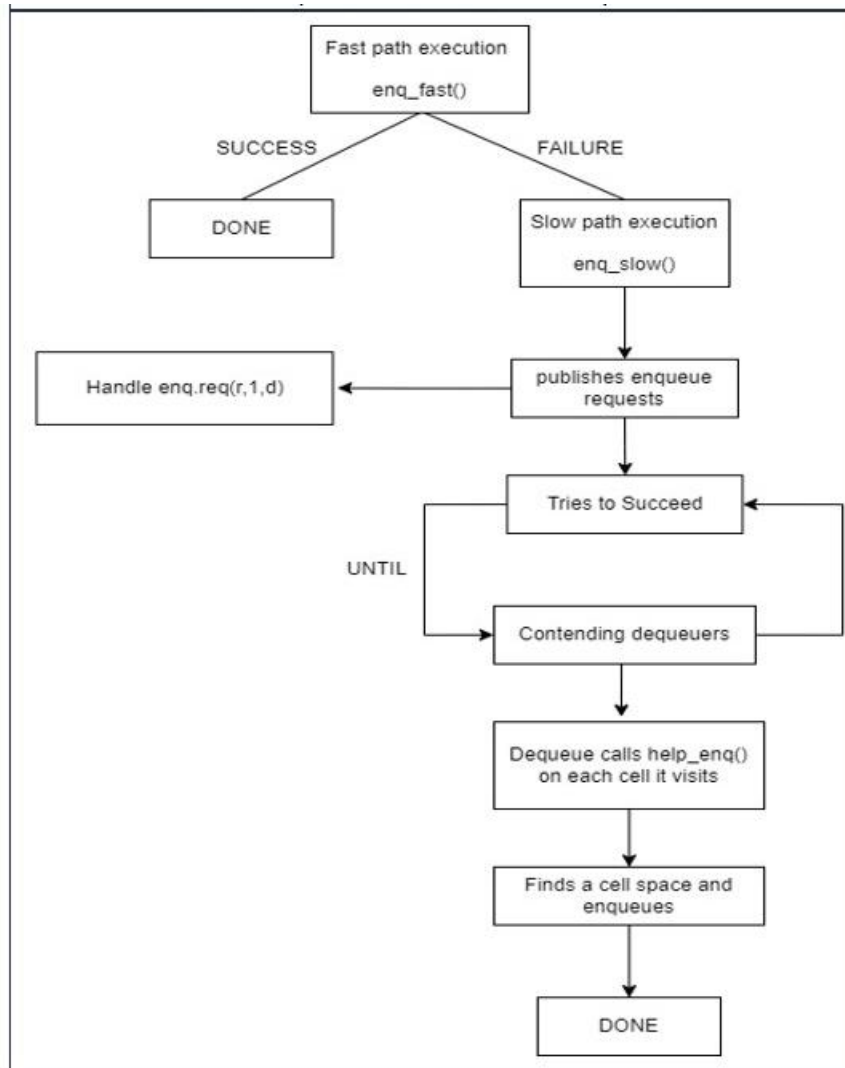 Fast path execution
enq_fast()
SUCCESS
FAILURE
DONE
Slow path execution
enq_slow()
Handle enq.req(r,1,d)
publishes enqueue
requests
Tries to Succeed
UNTIL
Contending dequeuers
Dequeue calls help_enq()
on each cell it visits
Finds a cell space and
enqueues
DONE